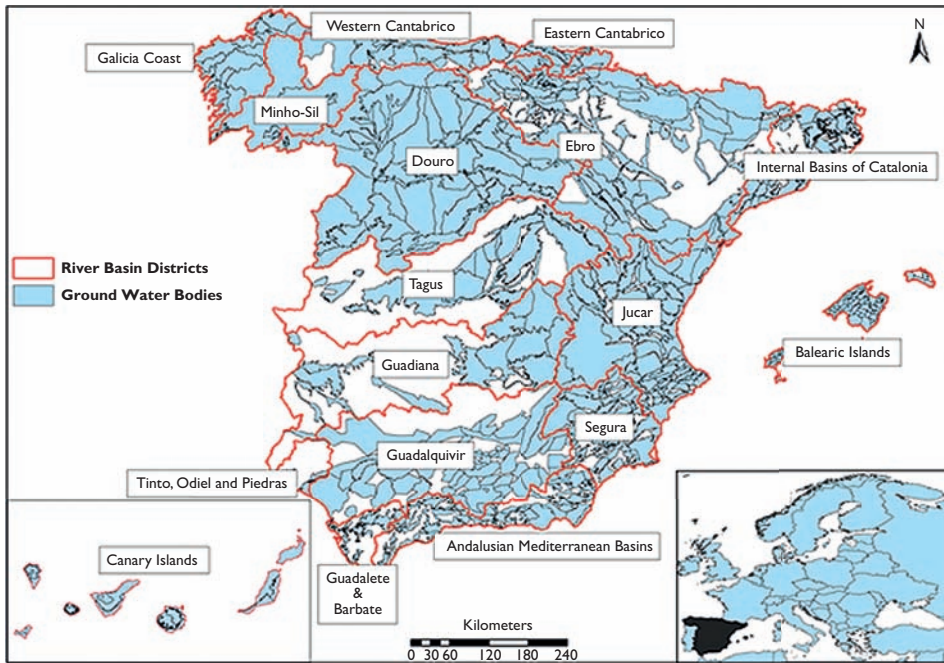 Western Cantabrico
Eastern Cantabrico
N
Galicia Coast
Minho-Sil
Douro
Ebro
Internal Basins of Catalonia
River Basin Districts
Ground Water Bodies
Tagus
Jucar
Balearic Islands
Guadiana
Segura
Guadalquivir
Tinto, Odiel and Piedras
Andalusian Mediterranean Basins
Canary Islands
Guadalete
&
Barbate
Kilometers
0 30 60 120 180 240